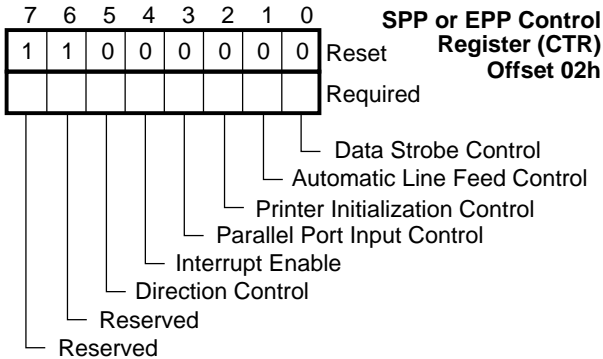 7 6 5 4 3 2 1 0
SPP or EPP Control
Register (CTR)
Offset 02h
1 1 0 0 0 0 0 0 Reset
Required
Data Strobe Control
Automatic Line Feed Control
Printer Initialization Control
Parallel Port Input Control
Interrupt Enable
Direction Control
Reserved
Reserved